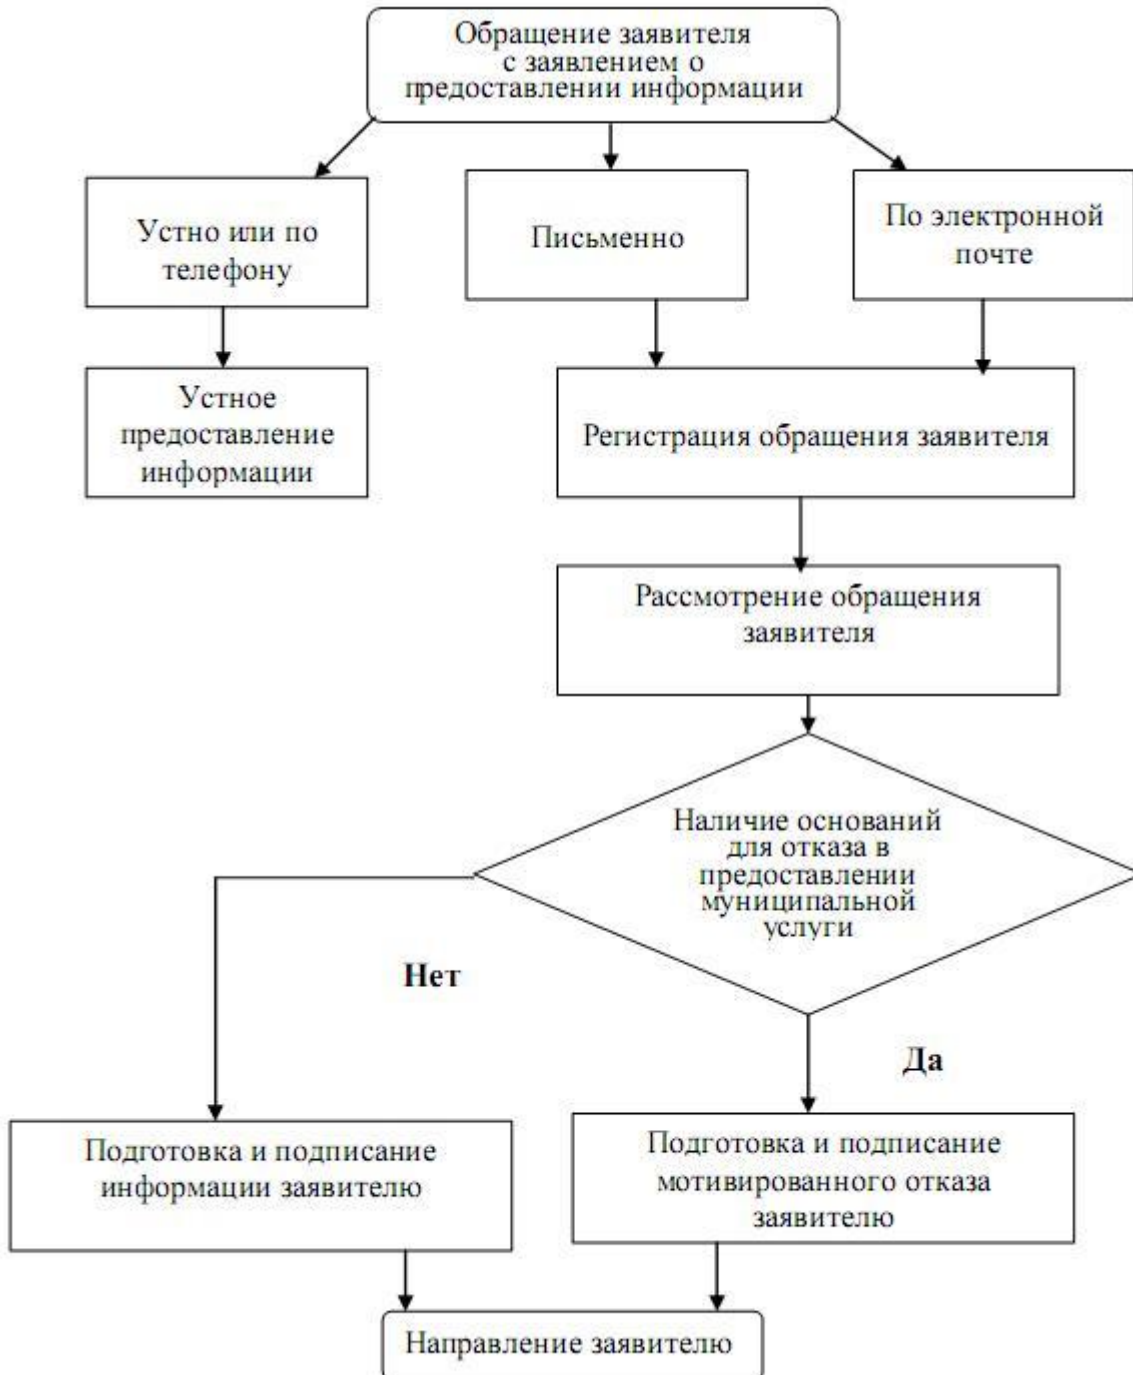 Обращение заявителя
с заявлением о
предоставлении информации
Устно или по
телефону
Письменно
По электронной
почте
Устное
предоставление
информации
Регистрация обращения заявителя
Рассмотрение обращения
заявителя
Наличие оснований
для отказа в
предоставлении
муниципальной
услуги
Нет
Да
Подготовка и подписание
информации заявителю
Подготовка и подписание
мотивированного отказа
заявителю
Направление заявителю